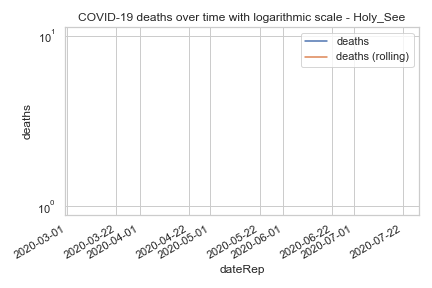 COVID-19 deaths over time with logarithmic scale - Holy_See
10¹
deaths
deaths (rolling)
deaths
10⁰
2020-03-01
2020-03-22
2020-04-01
2020-04-22
2020-05-01
2020-05-22
2020-06-01
2020-06-22
2020-07-01
2020-07-22
dateRep